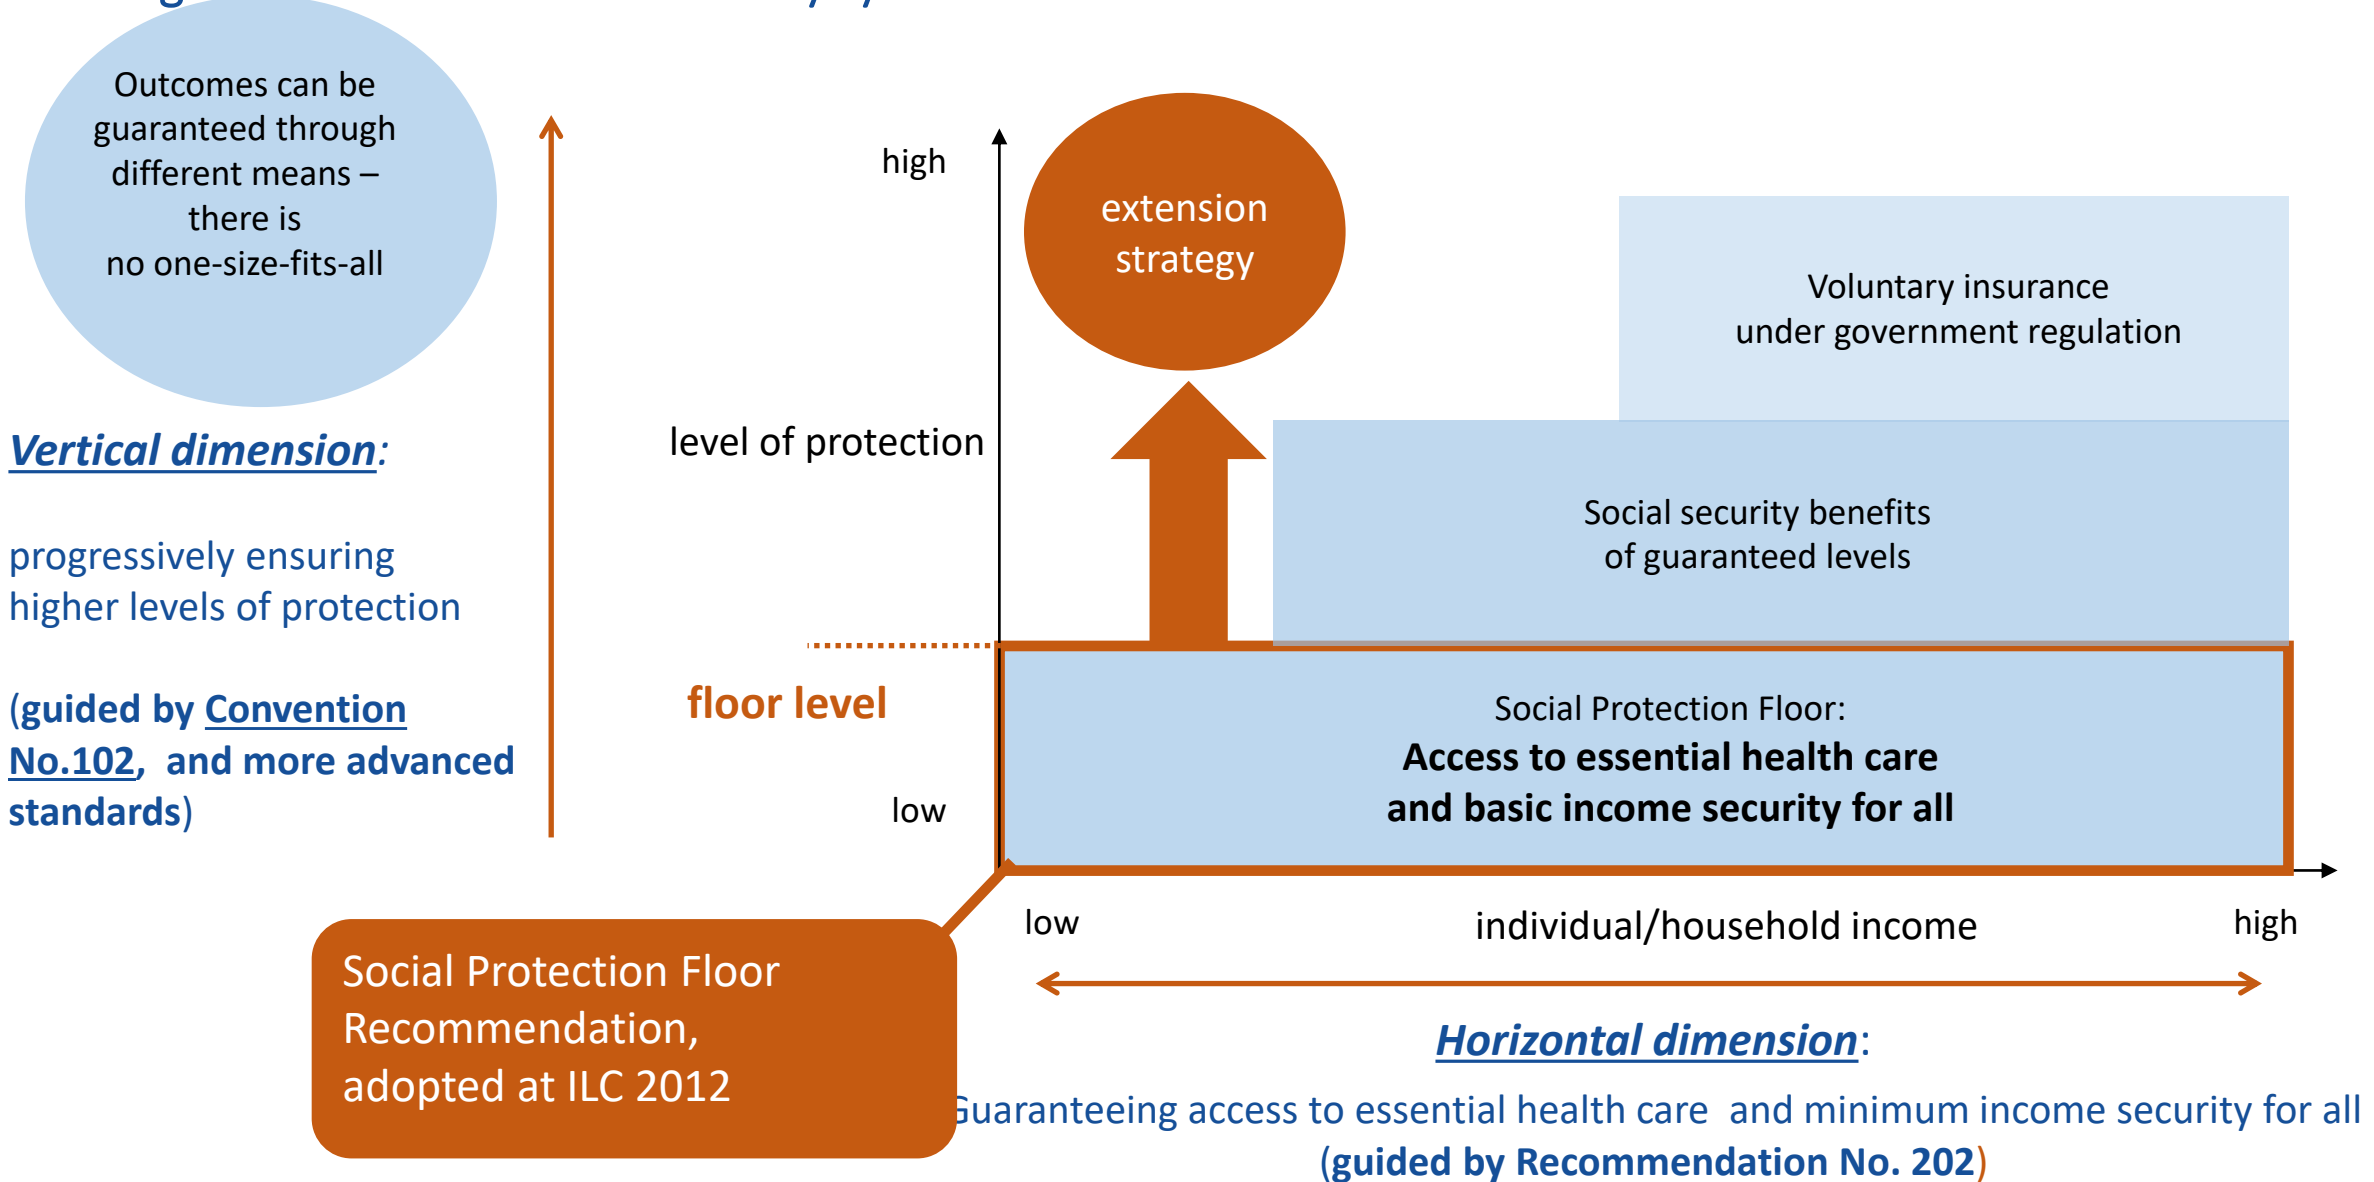 Outcomes can be
guaranteed through
different means –
there is
no one-size-fits-all
Vertical dimension:
progressively ensuring
higher levels of protection
(guided by Convention
No.102, and more advanced
standards)
high
level of protection
floor level
low
extension
strategy
Voluntary insurance
under government regulation
Social security benefits
of guaranteed levels
Social Protection Floor:
Access to essential health care
and basic income security for all
low
individual/household income
high
Social Protection Floor
Recommendation,
adopted at ILC 2012
Horizontal dimension:
Guaranteeing access to essential health care and minimum income security for all
(guided by Recommendation No. 202)